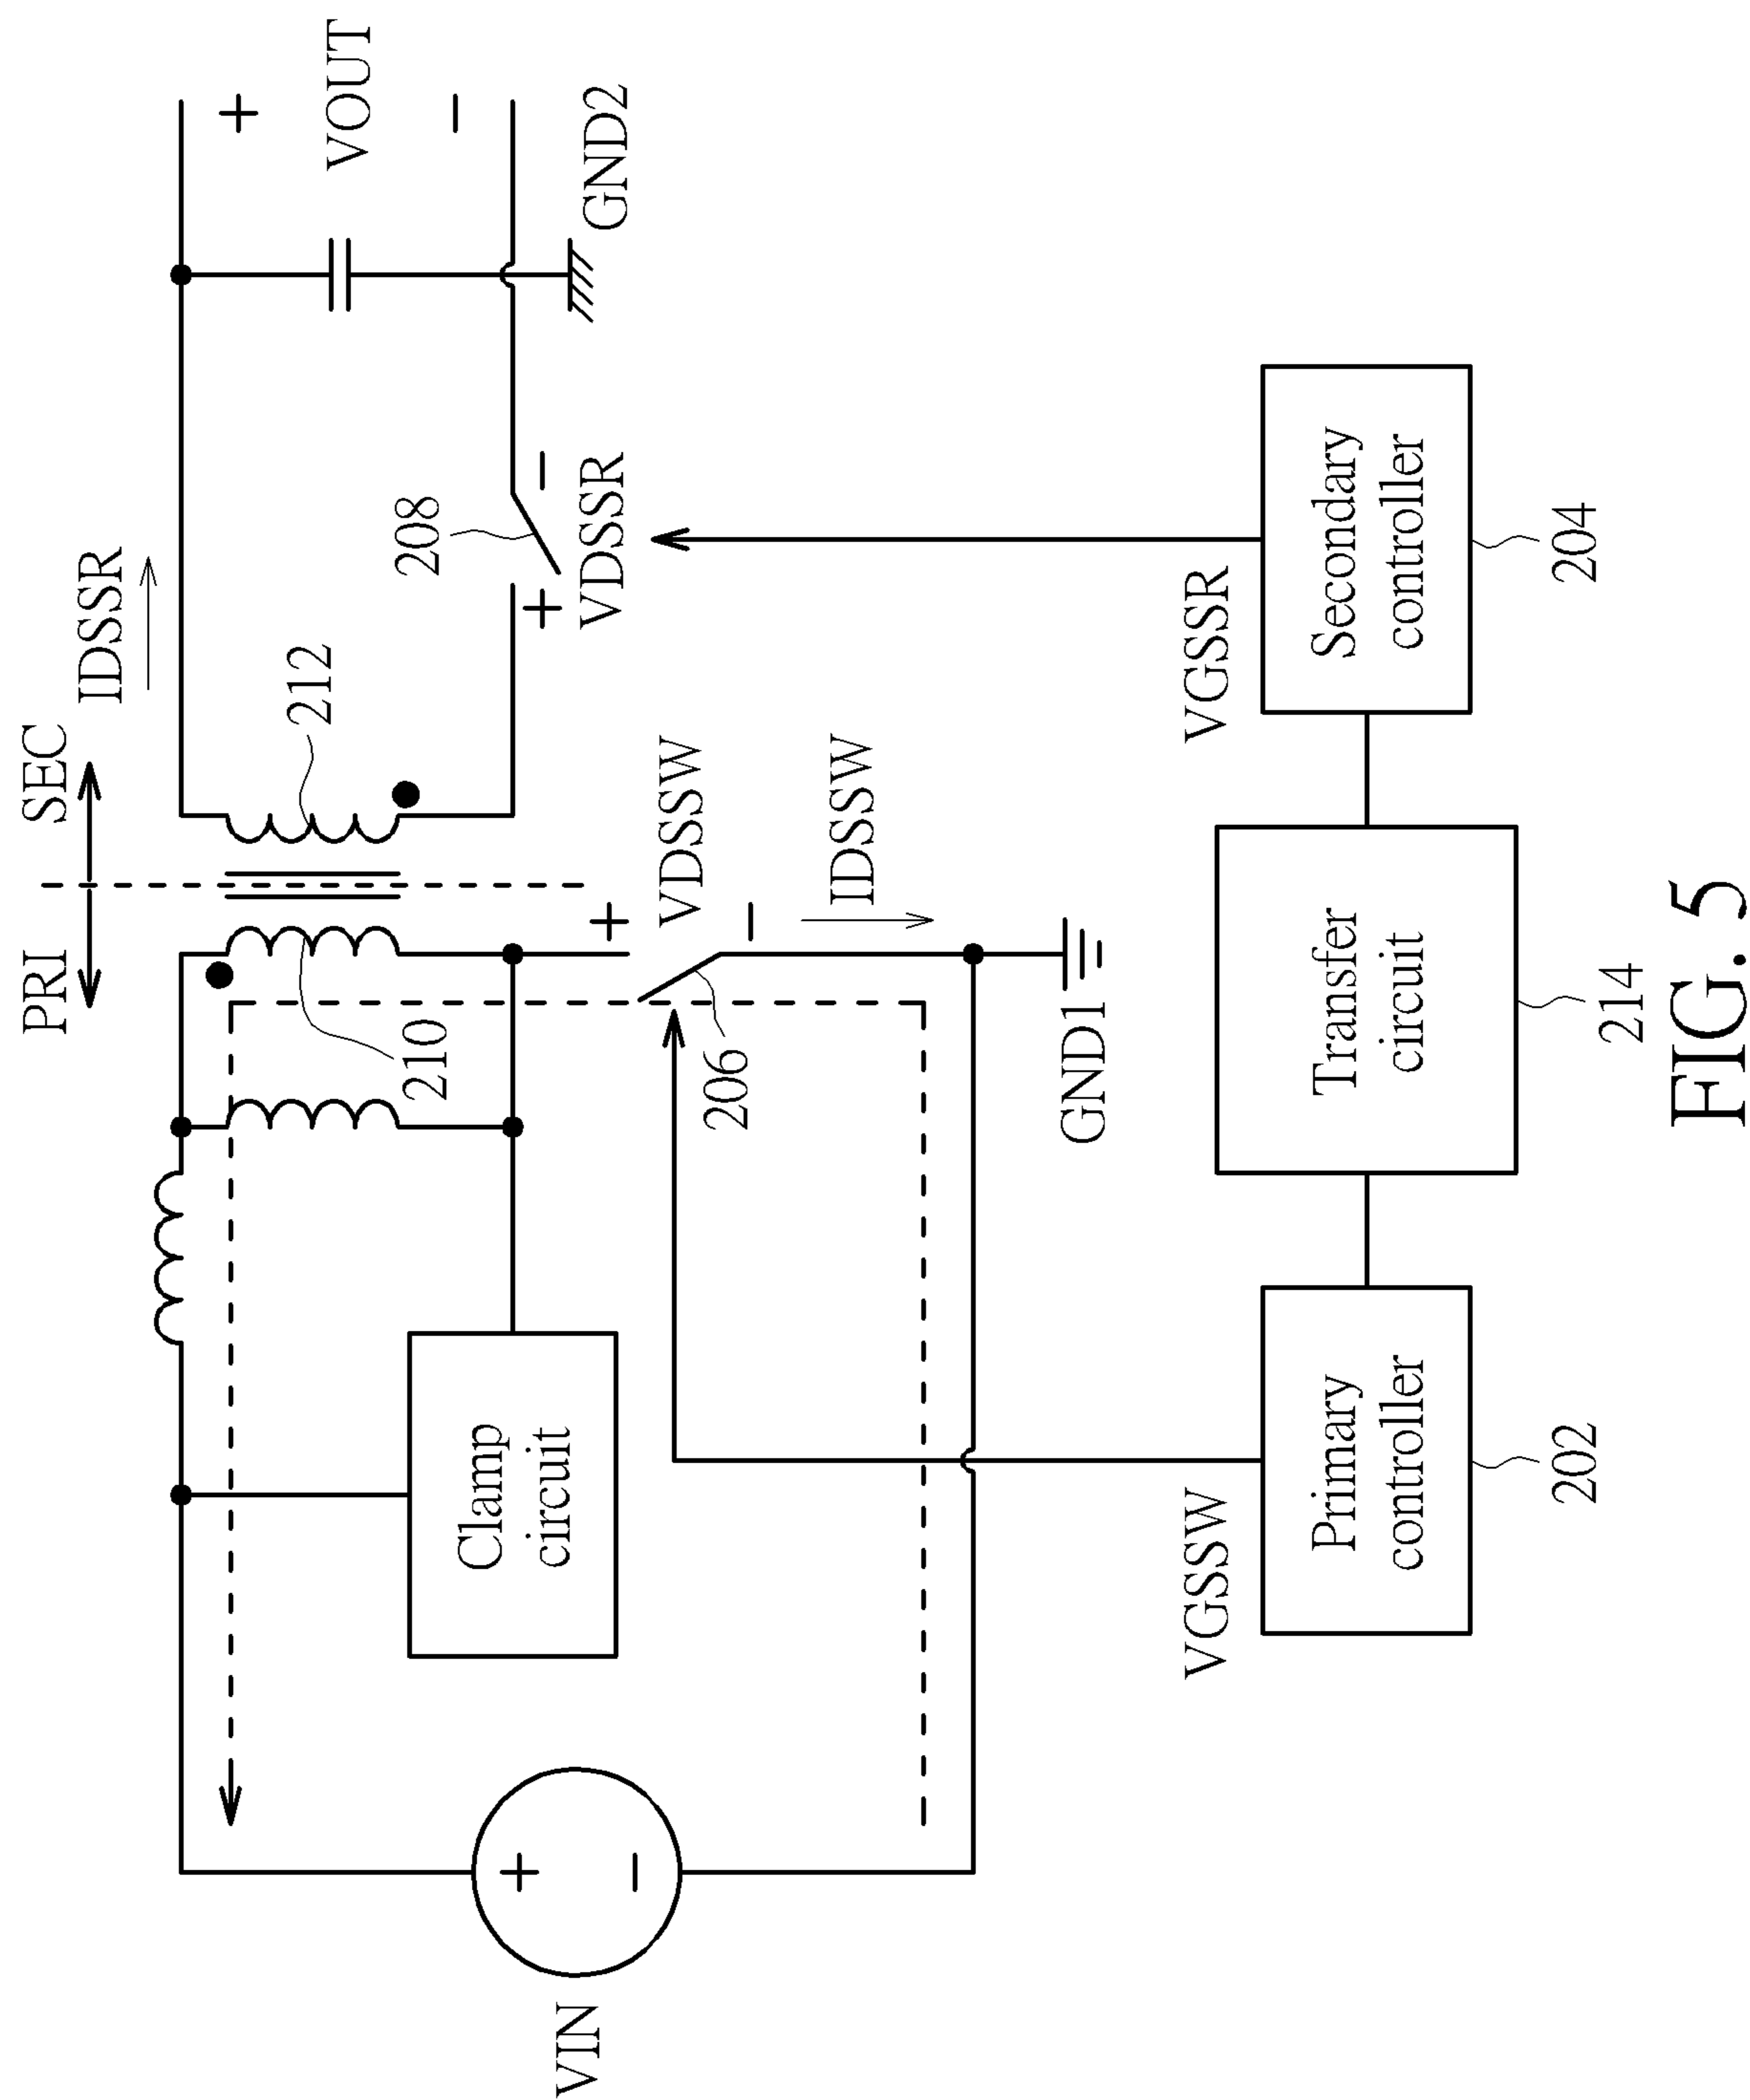 PRI
SEC
IDSSR
212
210
VOUT
+
−
208
+
−
VDSSR
GND2
Clamp
circuit
VIN
+
−
+
VDSSW
−
206
IDSSW
GND1
VGSSW
VGSSR
Primary
controller
Transfer
circuit
Secondary
controller
202
214
204
FIG. 5